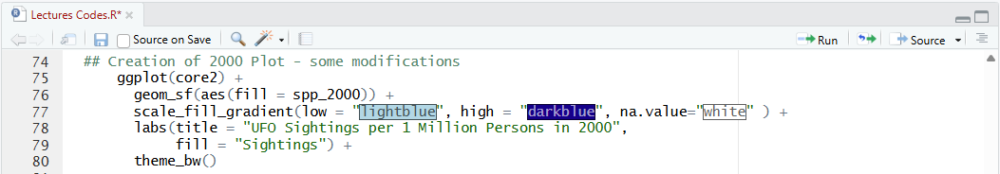 Lectures Codes.R*
Source on Save Run Source
74 ## Creation of 2000 Plot - some modifications
75 ggplot(core2) +
76 geom_sf(aes(fill = spp_2000)) +
77 scale_fill_gradient(low = "lightblue", high = "darkblue", na.value="white" ) +
78 labs(title = "UFO Sightings per 1 Million Persons in 2000",
79 fill = "Sightings") +
80 theme_bw()